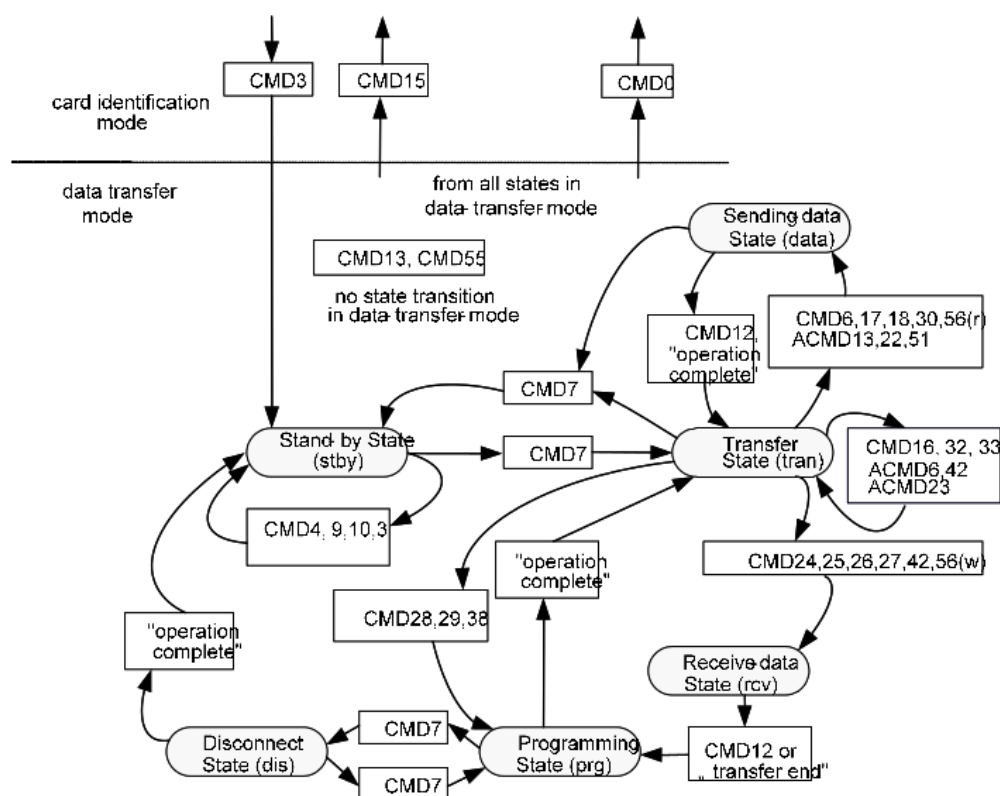 CMD3
CMD15
CMD0
card identification
mode
data transfer
mode
from all states in
data-transfer-mode
Sending-data
State (data)
CMD13, CMD55
no state transition
in data-transfer-mode
CMD6,17,18,30,56(r)
ACMD13,22,51
CMD12,
"operation
complete"
CMD7
Stand-by State
(stby)
CMD7
Transfer
State (tran)
CMD16, 32, 33
ACMD6,42
ACMD23
CMD4, 9,10,3
"operation
complete"
CMD24,25,26,27,42,56(w)
CMD28,29,38
"operation
complete"
Receive-data
State (rcv)
CMD7
Disconnect
State (dis)
Programming
State (prg)
CMD12 or
„ transfer end"
CMD7